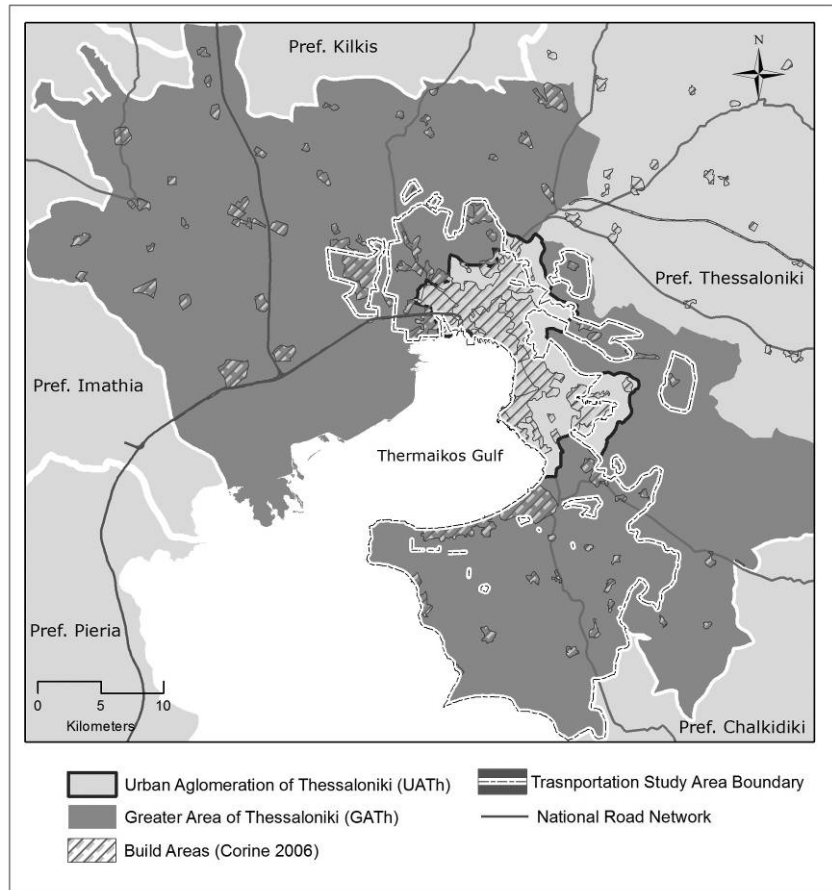 Pref. Kilkis
N
Pref. Thessaloniki
Pref. Imathia
Thermaikos Gulf
Pref. Pieria
0 5 10
Kilometers
Pref. Chalkidiki
Urban Aglomeration of Thessaloniki (UATh)
Trasnportation Study Area Boundary
Greater Area of Thessaloniki (GATh)
National Road Network
Build Areas (Corine 2006)